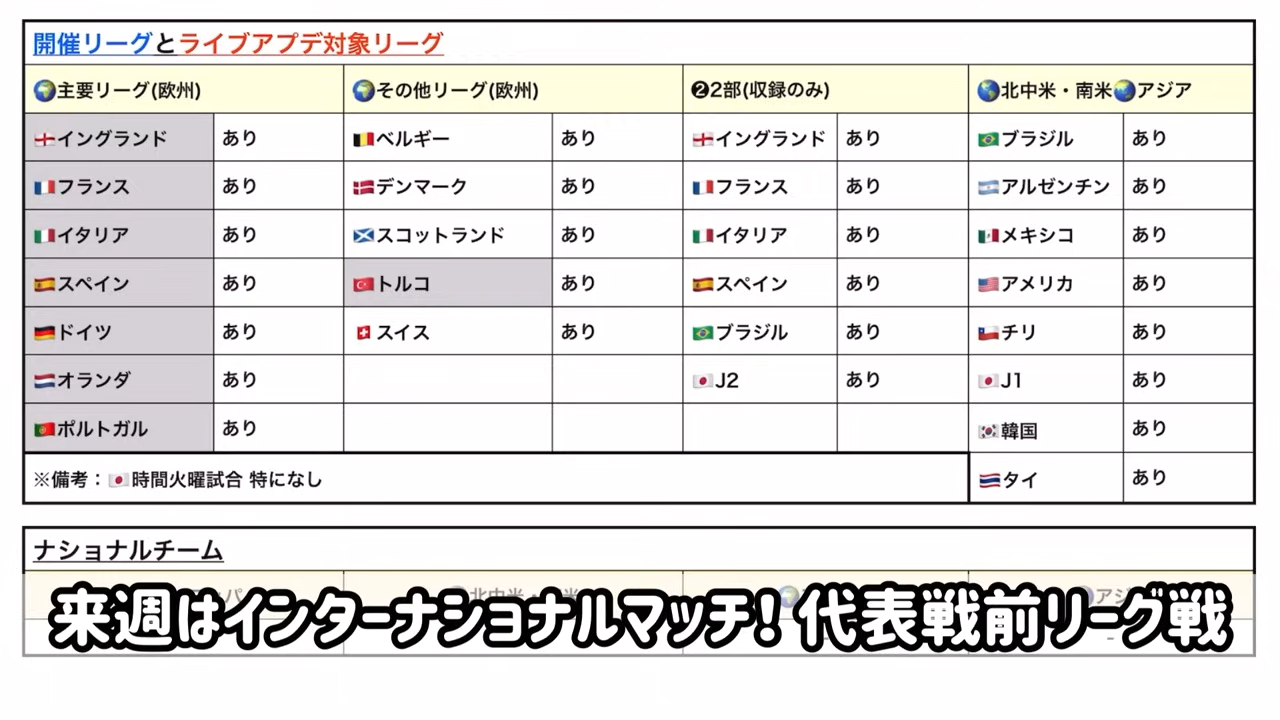 開催リーグとライブアプデ対象リーグ
主要リーグ(欧州) その他リーグ(欧州) ❷2部(収録のみ) 北中米・南米 アジア
イングランド あり ベルギー あり イングランド あり ブラジル あり
フランス あり デンマーク あり フランス あり アルゼンチン あり
イタリア あり スコットランド あり イタリア あり メキシコ あり
スペイン あり トルコ あり スペイン あり アメリカ あり
ドイツ あり スイス あり ブラジル あり チリ あり
オランダ あり J2 あり J1 あり
ポルトガル あり 韓国 あり
※備考：🇯🇵時間火曜試合 特になし タイ あり
ナショナルチーム
来週はインターナショナルマッチ! 代表戦前リーグ戦